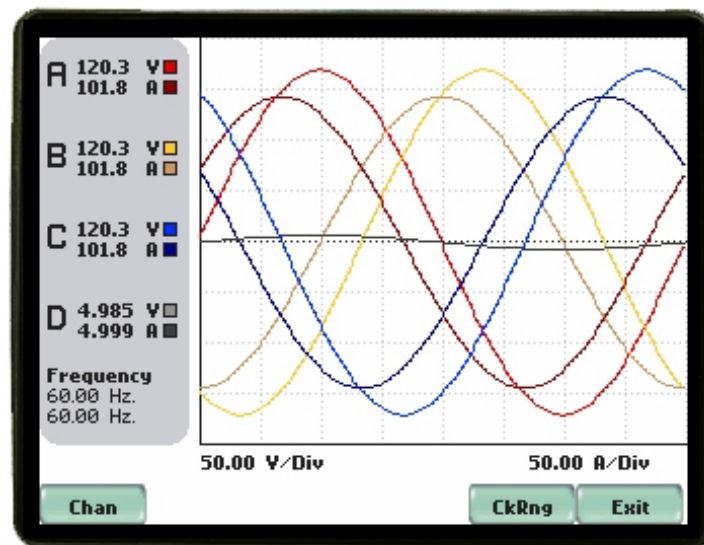 A 120.3 V
101.8 A
B 120.3 V
101.8 A
C 120.3 V
101.8 A
D 4.985 V
4.999 A
Frequency
60.00 Hz.
60.00 Hz.
50.00 V/Div 50.00 A/Div
Chan CkRng Exit